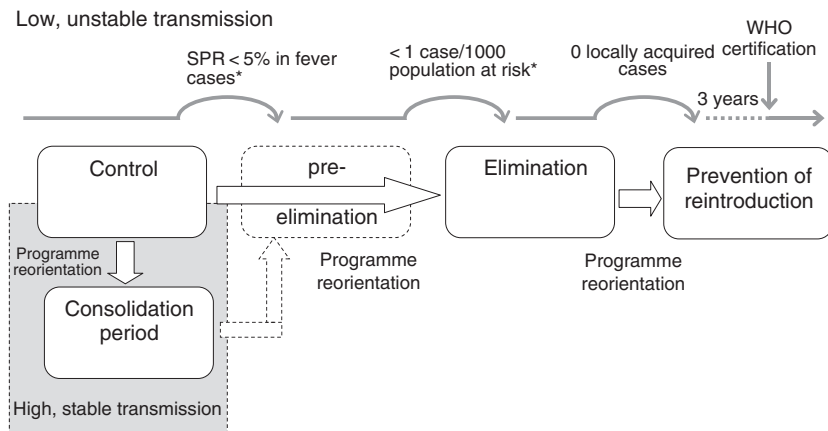 Low, unstable transmission
SPR < 5% in fever
cases*
< 1 case/1000
population at risk*
0 locally acquired
cases
WHO
certification
3 years
Control
pre-
elimination
Elimination
Prevention of
reintroduction
Programme
reorientation
Programme
reorientation
Programme
reorientation
Consolidation
period
High, stable transmission